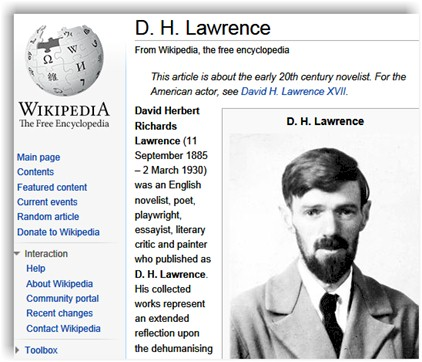 WIKIPEDIA
The Free Encyclopedia
Main page
Contents
Featured content
Current events
Random article
Donate to Wikipedia
Interaction
Help
About Wikipedia
Community portal
Recent changes
Contact Wikipedia
Toolbox
D. H. Lawrence
From Wikipedia, the free encyclopedia
This article is about the early 20th century novelist. For the
American actor, see David H. Lawrence XVII.
David Herbert
Richards
Lawrence (11
September 1885
– 2 March 1930)
was an English
novelist, poet,
playwright,
essayist, literary
critic and painter
who published as
D. H. Lawrence.
His collected
works represent
an extended
reflection upon
the dehumanising
D. H. Lawrence